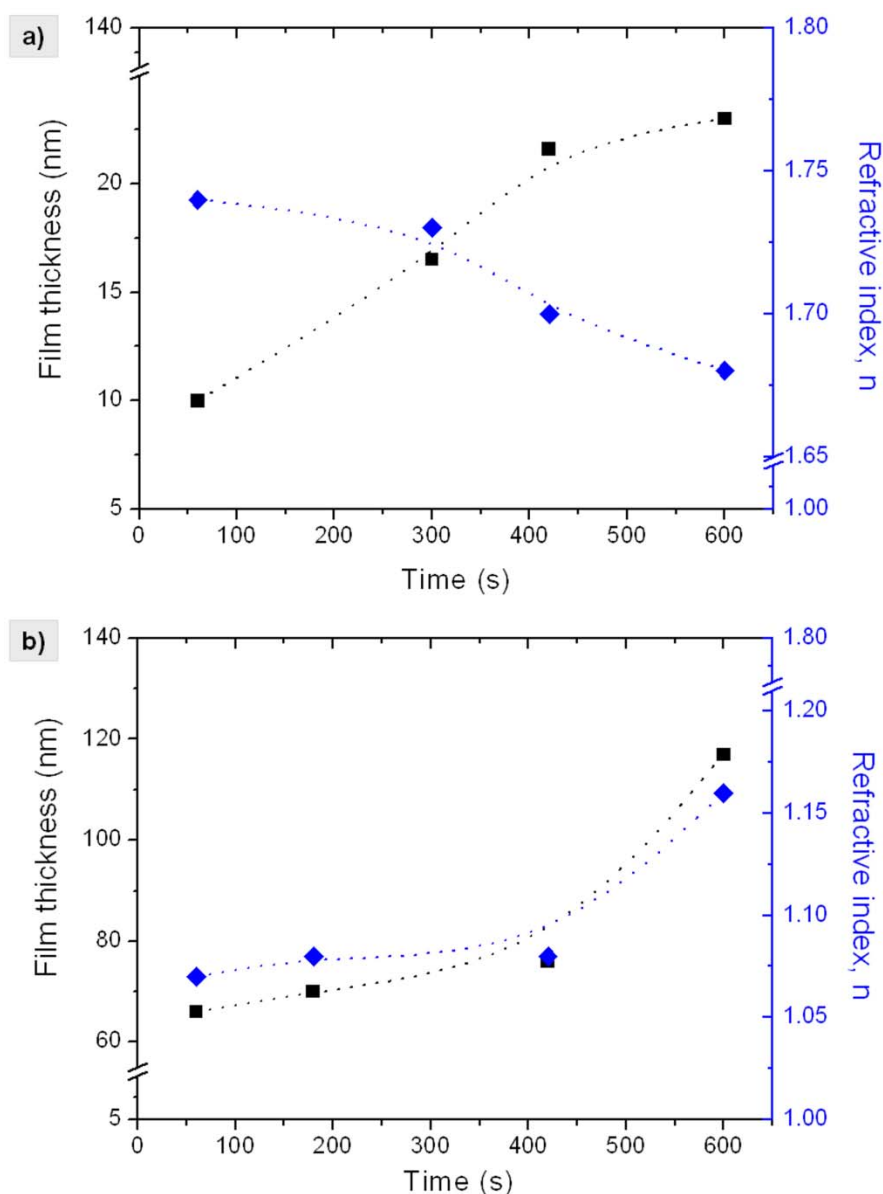 a)
140
20
15
10
5
Film thickness (nm)
0 100 200 300 400 500 600
Time (s)
1.80
1.75
1.70
1.65
1.00
Refractive index, n
b)
140
120
100
80
60
5
Film thickness (nm)
0 100 200 300 400 500 600
Time (s)
1.80
1.20
1.15
1.10
1.05
1.00
Refractive index, n